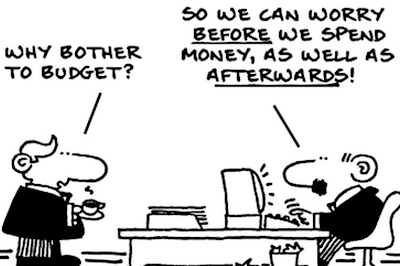 WHY BOTHER
TO BUDGET?
SO WE CAN WORRY
BEFORE WE SPEND
MONEY, AS WELL AS
AFTERWARDS!